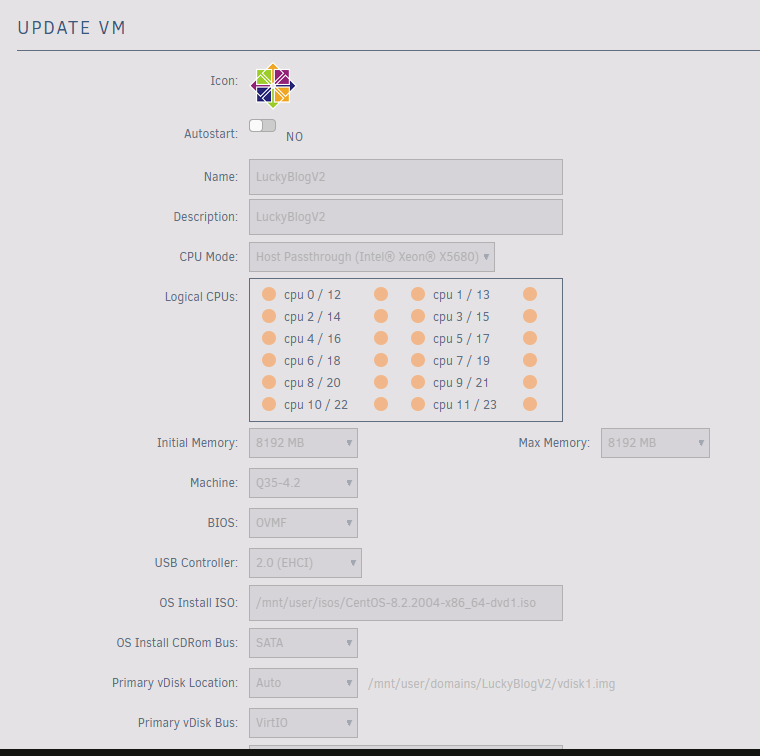 UPDATE VM
Icon:
Autostart: NO
Name: LuckyBlogV2
Description: LuckyBlogV2
CPU Mode: Host Passthrough (Intel® Xeon® X5680)
Logical CPUs: cpu 0 / 12 cpu 1 / 13
cpu 2 / 14 cpu 3 / 15
cpu 4 / 16 cpu 5 / 17
cpu 6 / 18 cpu 7 / 19
cpu 8 / 20 cpu 9 / 21
cpu 10 / 22 cpu 11 / 23
Initial Memory: 8192 MB Max Memory: 8192 MB
Machine: Q35-4.2
BIOS: OVMF
USB Controller: 2.0 (EHCI)
OS Install ISO: /mnt/user/isos/CentOS-8.2.2004-x86_64-dvd1.iso
OS Install CDRom Bus: SATA
Primary vDisk Location: Auto /mnt/user/domains/LuckyBlogV2/vdisk1.img
Primary vDisk Bus: VirtIO